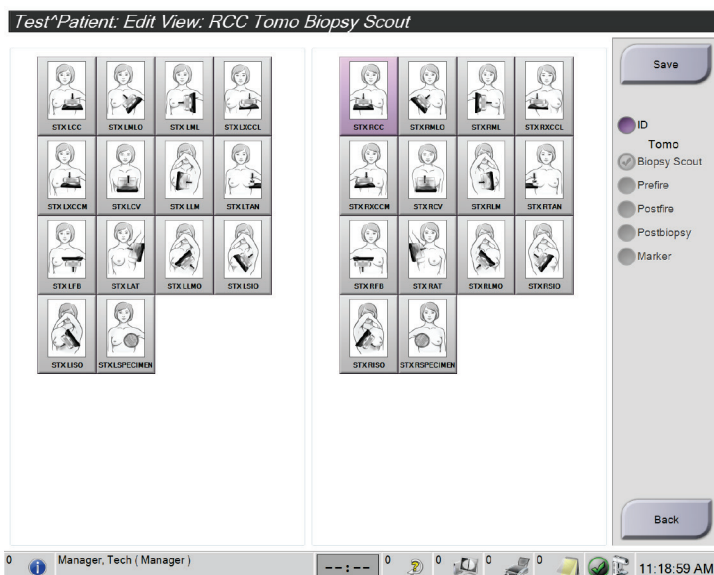 Test^Patient: Edit View: RCC Tomo Biopsy Scout
STX LCC STX LMLO STX LML STX LXCCL
STX LXCCM STX LCV STX LLM STX LTAN
STX LFB STX LAT STX LLMO STX LSIO
STX LISO STX LSPECIMEN
STX RCC STX RMLO STX RML STX RXCCL
STX RXCCM STX RCV STX RLM STX RTAN
STX RFB STX RAT STX RLMO STX RSIO
STX RISO STX RSPECIMEN
Save
ID
Tomo
Biopsy Scout
Prefire
Postfire
Postbiopsy
Marker
Back
0 Manager, Tech ( Manager ) --:-- 0 0 0 0 11:18:59 AM